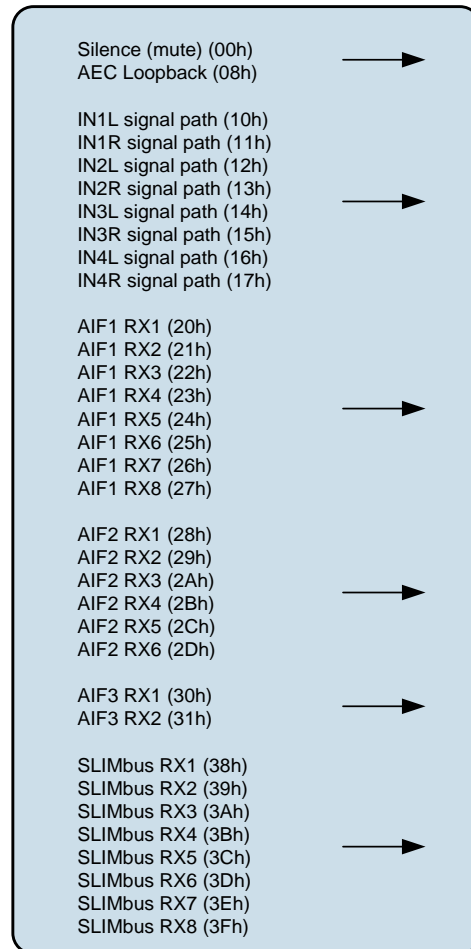 Silence (mute) (00h)
AEC Loopback (08h)
IN1L signal path (10h)
IN1R signal path (11h)
IN2L signal path (12h)
IN2R signal path (13h)
IN3L signal path (14h)
IN3R signal path (15h)
IN4L signal path (16h)
IN4R signal path (17h)
AIF1 RX1 (20h)
AIF1 RX2 (21h)
AIF1 RX3 (22h)
AIF1 RX4 (23h)
AIF1 RX5 (24h)
AIF1 RX6 (25h)
AIF1 RX7 (26h)
AIF1 RX8 (27h)
AIF2 RX1 (28h)
AIF2 RX2 (29h)
AIF2 RX3 (2Ah)
AIF2 RX4 (2Bh)
AIF2 RX5 (2Ch)
AIF2 RX6 (2Dh)
AIF3 RX1 (30h)
AIF3 RX2 (31h)
SLIMbus RX1 (38h)
SLIMbus RX2 (39h)
SLIMbus RX3 (3Ah)
SLIMbus RX4 (3Bh)
SLIMbus RX5 (3Ch)
SLIMbus RX6 (3Dh)
SLIMbus RX7 (3Eh)
SLIMbus RX8 (3Fh)